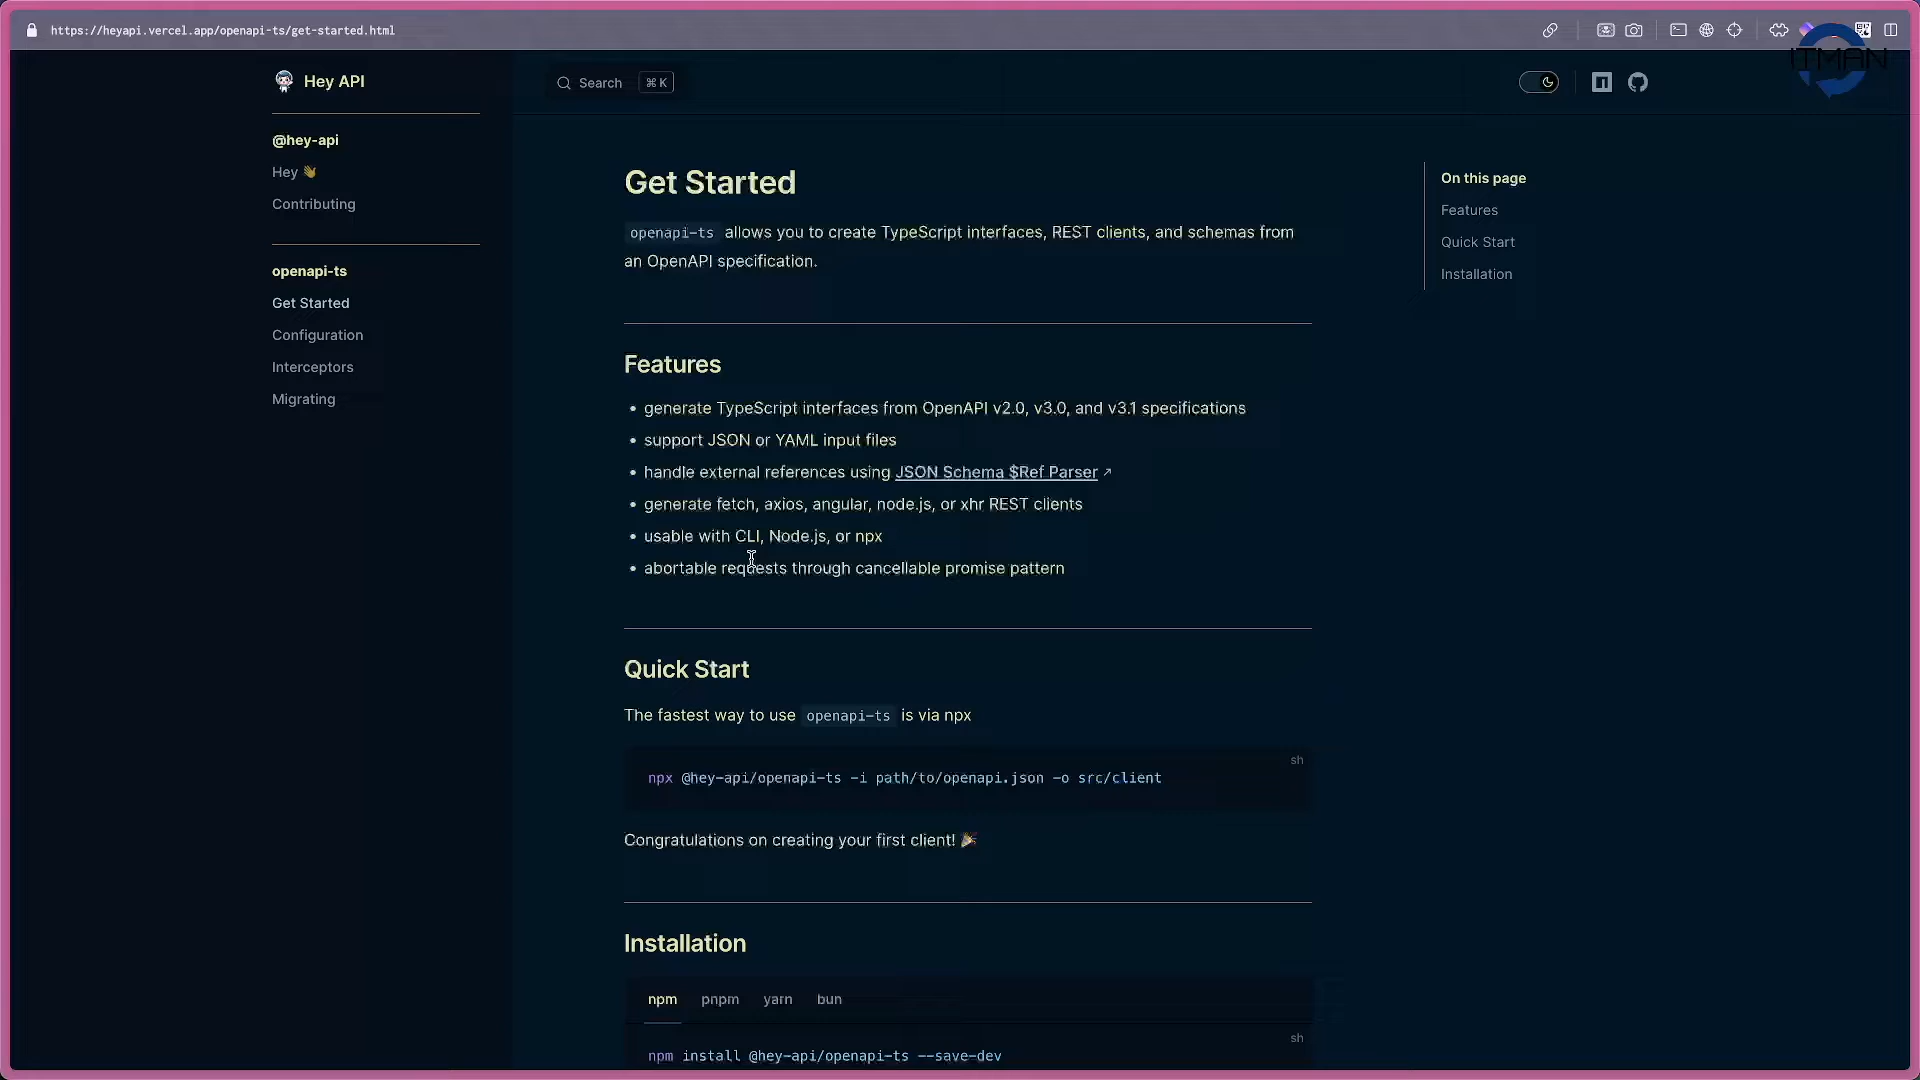 https://heyapi.vercel.app/openapi-ts/get-started.html
ITMAN
Hey API
Search ⌘ K
@hey-api
Hey 👋
Contributing
openapi-ts
Get Started
Configuration
Interceptors
Migrating
Get Started
openapi-ts allows you to create TypeScript interfaces, REST clients, and schemas from
an OpenAPI specification.
Features
• generate TypeScript interfaces from OpenAPI v2.0, v3.0, and v3.1 specifications
• support JSON or YAML input files
• handle external references using JSON Schema $Ref Parser ↗
• generate fetch, axios, angular, node.js, or xhr REST clients
• usable with CLI, Node.js, or npx
• abortable requests through cancellable promise pattern
Quick Start
The fastest way to use openapi-ts is via npx
sh
npx @hey-api/openapi-ts -i path/to/openapi.json -o src/client
Congratulations on creating your first client! 🎉
Installation
npm pnpm yarn bun
sh
npm install @hey-api/openapi-ts --save-dev
On this page
Features
Quick Start
Installation